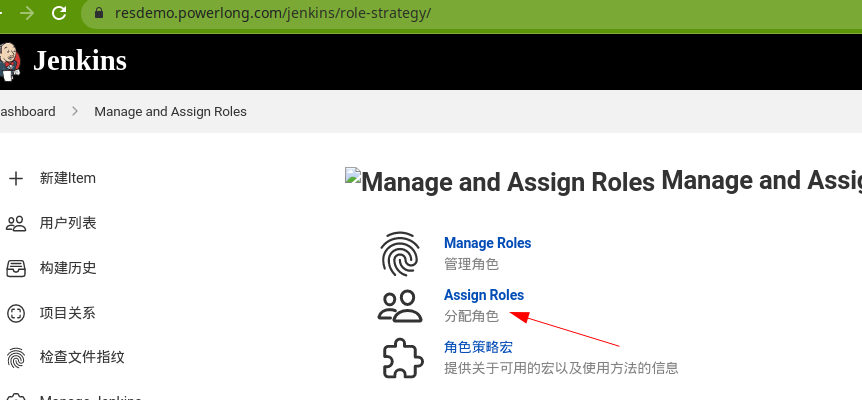 resdemo.powerlong.com/jenkins/role-strategy/
Jenkins
ashboard > Manage and Assign Roles
新建Item
用户列表
构建历史
项目关系
检查文件指纹
Manage Jenkins
Manage and Assign Roles Manage and Assig
Manage Roles
管理角色
Assign Roles
分配角色
角色策略宏
提供关于可用的宏以及使用方法的信息